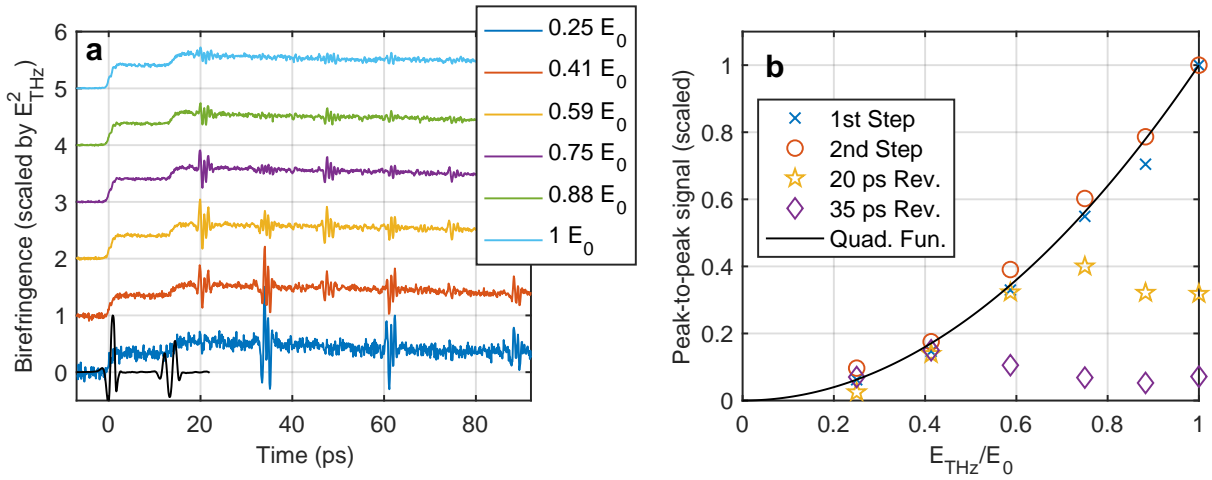 a
Birefringence (scaled by E²_THz)
6
5
4
3
2
1
0
0
20
40
60
80
Time (ps)
0.25 E₀
0.41 E₀
0.59 E₀
0.75 E₀
0.88 E₀
1 E₀
b
Peak-to-peak signal (scaled)
1
0.8
0.6
0.4
0.2
0
0
0.2
0.4
0.6
0.8
1
E_THz/E₀
1st Step
2nd Step
20 ps Rev.
35 ps Rev.
Quad. Fun.